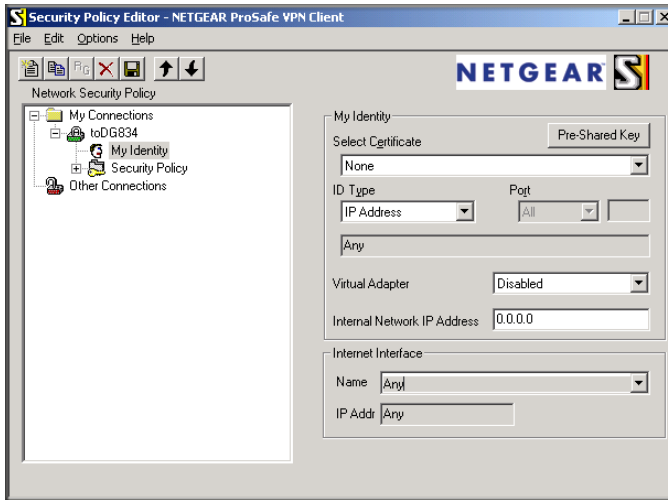 Security Policy Editor - NETGEAR ProSafe VPN Client
File Edit Options Help
NETGEAR
Network Security Policy
My Connections
toDG834
My Identity
Security Policy
Other Connections
My Identity
Select Certificate
Pre-Shared Key
None
ID Type
Port
IP Address
All
Any
Virtual Adapter
Disabled
Internal Network IP Address
0.0.0.0
Internet Interface
Name
Any
IP Addr
Any